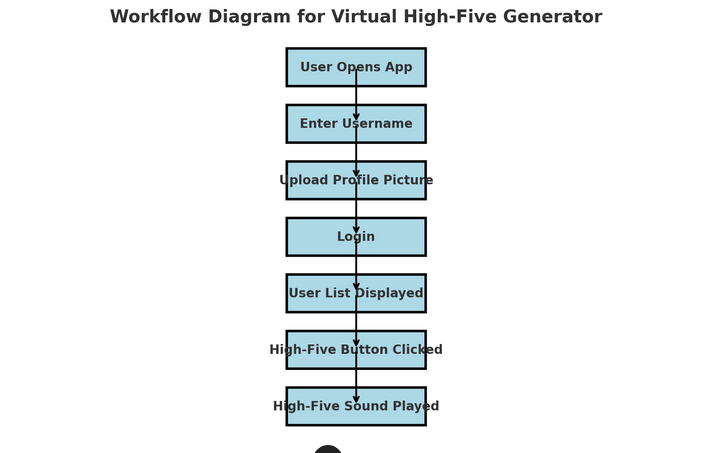 Workflow Diagram for Virtual High-Five Generator
User Opens App
Enter Username
Upload Profile Picture
Login
User List Displayed
High-Five Button Clicked
High-Five Sound Played